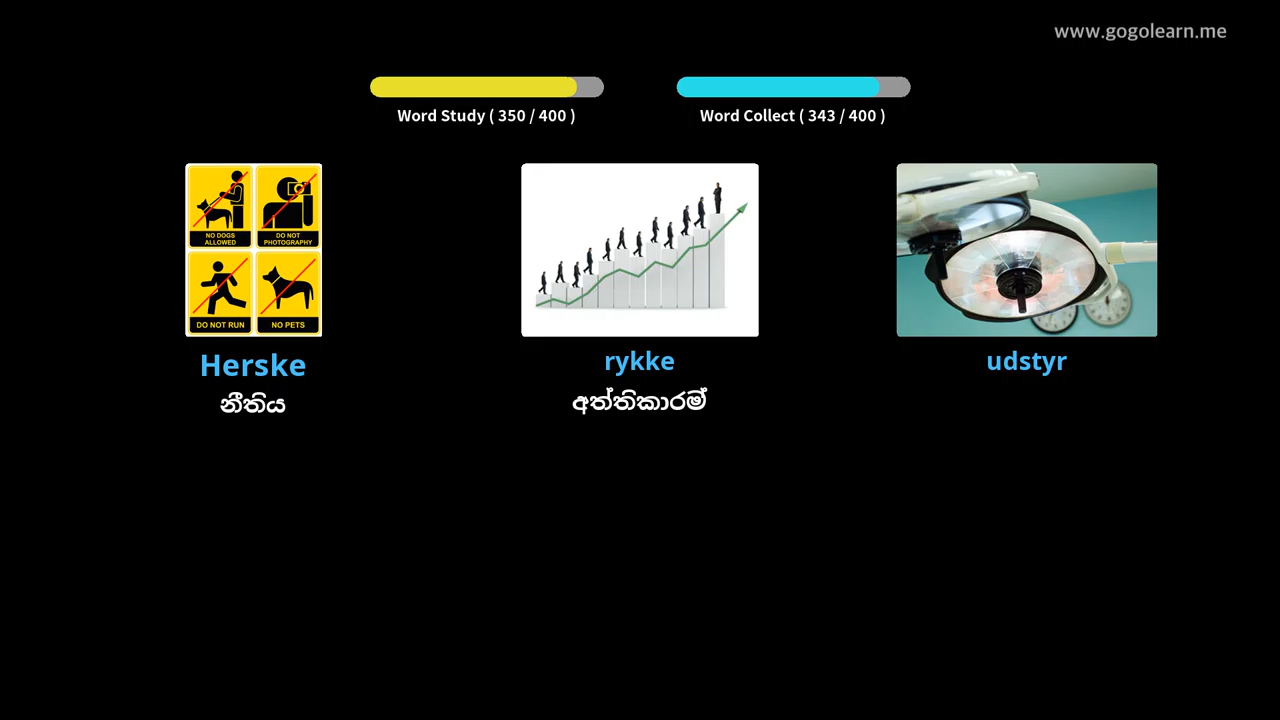 www.gogolearn.me
Word Study ( 350 / 400 )
Word Collect ( 343 / 400 )
NO DOGS
ALLOWED
DO NOT
PHOTOGRAPHY
DO NOT RUN
NO PETS
Herske
rykke
udstyr
නීතිය
අත්තිකාරම්